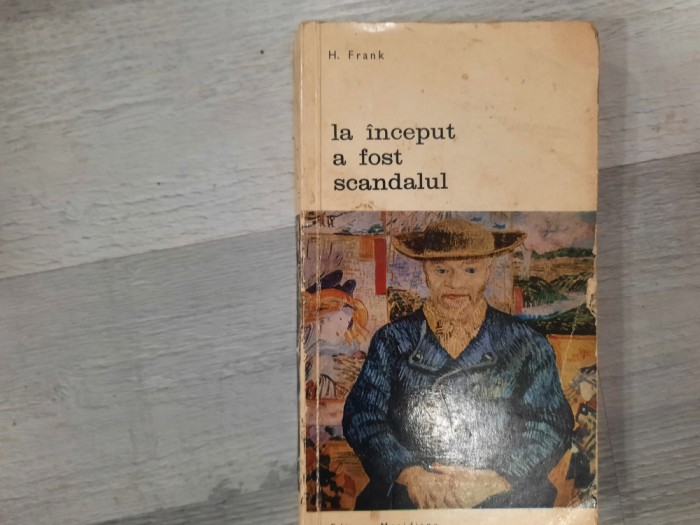 H. Frank
la început
a fost
scandalul